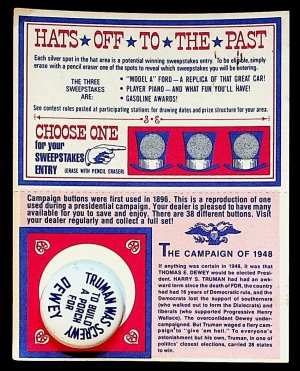 HATS ★ OFF ★ TO ★ THE ★ PAST
Each silver spot in the hat area is a potential winning sweepstakes entry. To be eligible, simply
erase with a pencil eraser one of the spots to reveal which sweepstakes you will be entering.
THE THREE
SWEEPSTAKES
ARE:
• "MODEL A" FORD — A REPLICA OF THAT GREAT CAR!
• PLAYER PIANO — AND WHAT FUN YOU'LL HAVE!
• GASOLINE AWARDS!
See contest rules posted at participating stations for drawing dates and prize structure for your area.
CHOOSE ONE
for your
SWEEPSTAKES
ENTRY
(ERASE WITH PENCIL ERASER)
Campaign buttons were first used in 1896. This is a reproduction of one
used during a presidential campaign. Your dealer is pleased to have many
available for you to save and enjoy. There are 38 different buttons. Visit
your dealer regularly and collect a full set!
TRUMAN WAS SCREWY
TO BUILD
A PORCH
FOR
DEWEY
THE CAMPAIGN OF 1948
If anything was certain in 1948, it was that
THOMAS E. DEWEY would be elected Presi-
dent. HARRY S. TRUMAN had had an awk-
ward term since the death of FDR, the country
had had 16 years of Democratic rule, and the
Democrats lost the support of southerners
(who walked out to form the Dixiecrats) and
liberals (who supported Progressive Henry
Wallace). The overconfident Dewey under-
campaigned. But Truman waged a fiery cam-
paign to "give 'em hell." To everyone's
astonishment but his own, Truman, in one of
politics' closest elections, carried 28 states
to win.